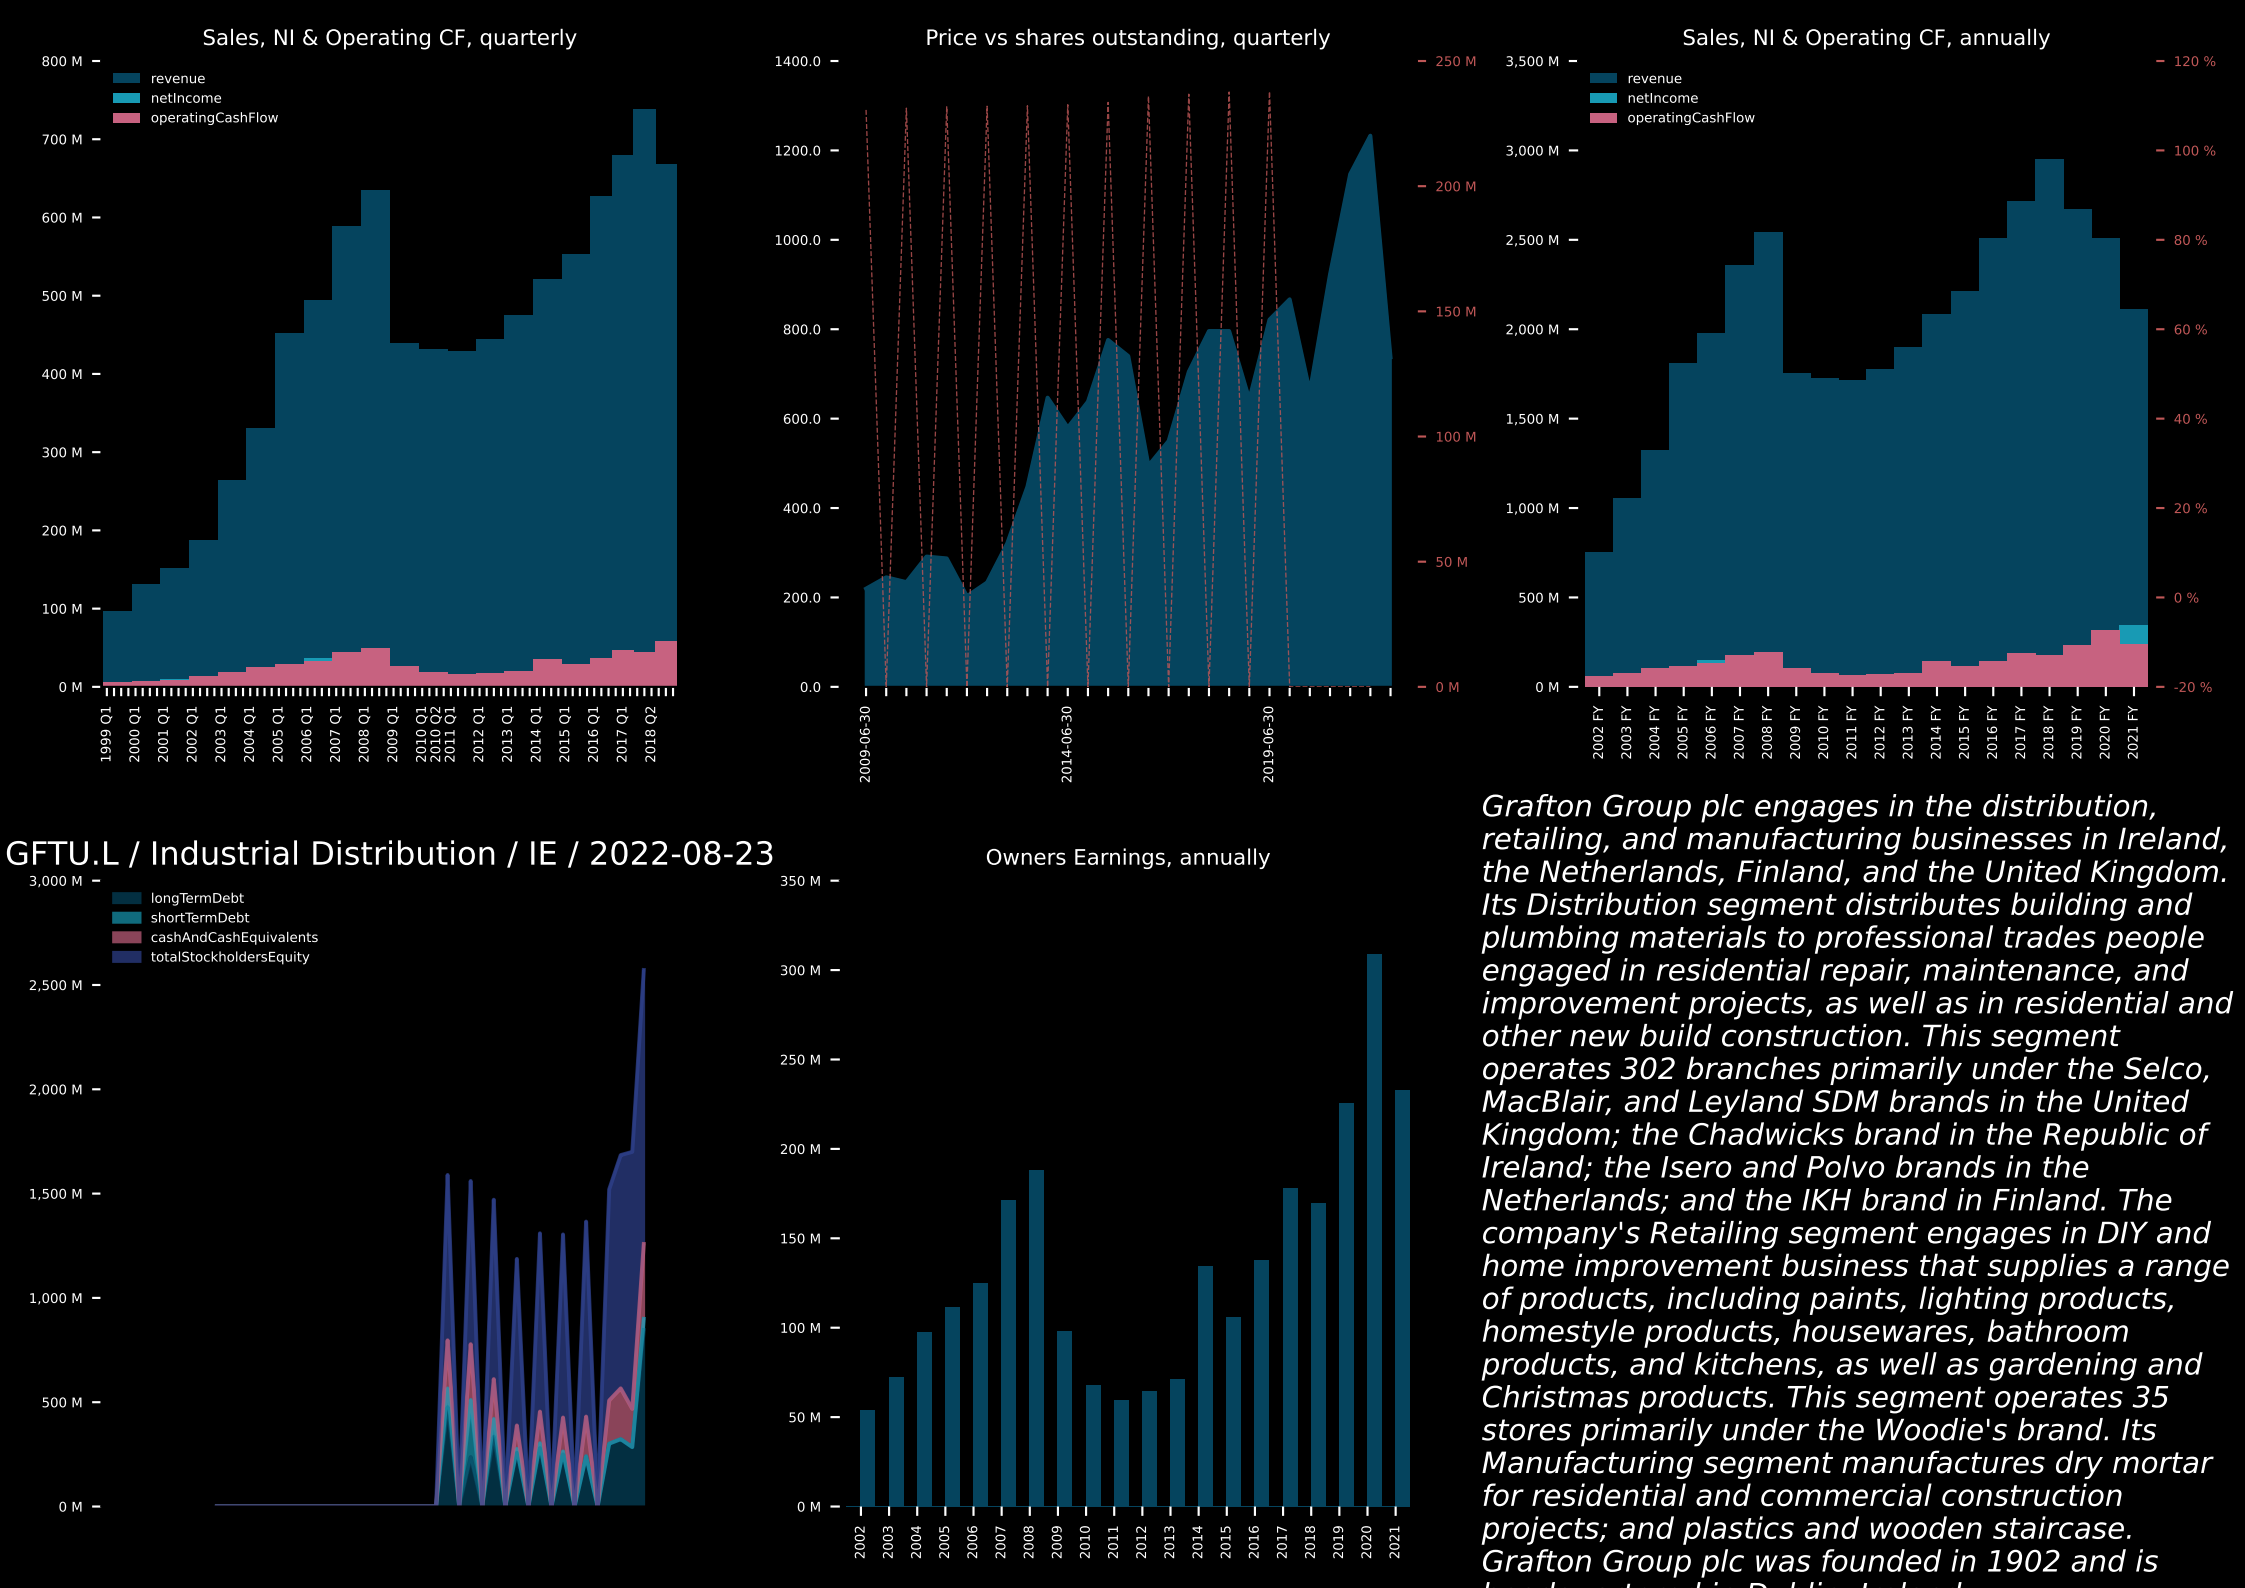 Sales, NI & Operating CF, quarterly
800 M
700 M
600 M
500 M
400 M
300 M
200 M
100 M
0 M
revenue
netIncome
operatingCashFlow
1999 Q1
2000 Q1
2001 Q1
2002 Q1
2003 Q1
2004 Q1
2005 Q1
2006 Q1
2007 Q1
2008 Q1
2009 Q1
2010 Q1
2010 Q2
2011 Q1
2012 Q1
2013 Q1
2014 Q1
2015 Q1
2016 Q1
2017 Q1
2018 Q2
Price vs shares outstanding, quarterly
1400.0
1200.0
1000.0
800.0
600.0
400.0
200.0
0.0
250 M
200 M
150 M
100 M
50 M
0 M
2009-06-30
2014-06-30
2019-06-30
Sales, NI & Operating CF, annually
3,500 M
3,000 M
2,500 M
2,000 M
1,500 M
1,000 M
500 M
0 M
revenue
netIncome
operatingCashFlow
120 %
100 %
80 %
60 %
40 %
20 %
0 %
-20 %
2002 FY
2003 FY
2004 FY
2005 FY
2006 FY
2007 FY
2008 FY
2009 FY
2010 FY
2011 FY
2012 FY
2013 FY
2014 FY
2015 FY
2016 FY
2017 FY
2018 FY
2019 FY
2020 FY
2021 FY
GFTU.L / Industrial Distribution / IE / 2022-08-23
3,000 M
2,500 M
2,000 M
1,500 M
1,000 M
500 M
0 M
longTermDebt
shortTermDebt
cashAndCashEquivalents
totalStockholdersEquity
Owners Earnings, annually
350 M
300 M
250 M
200 M
150 M
100 M
50 M
0 M
2002
2003
2004
2005
2006
2007
2008
2009
2010
2011
2012
2013
2014
2015
2016
2017
2018
2019
2020
2021
Grafton Group plc engages in the distribution,
retailing, and manufacturing businesses in Ireland,
the Netherlands, Finland, and the United Kingdom.
Its Distribution segment distributes building and
plumbing materials to professional trades people
engaged in residential repair, maintenance, and
improvement projects, as well as in residential and
other new build construction. This segment
operates 302 branches primarily under the Selco,
MacBlair, and Leyland SDM brands in the United
Kingdom; the Chadwicks brand in the Republic of
Ireland; the Isero and Polvo brands in the
Netherlands; and the IKH brand in Finland. The
company's Retailing segment engages in DIY and
home improvement business that supplies a range
of products, including paints, lighting products,
homestyle products, housewares, bathroom
products, and kitchens, as well as gardening and
Christmas products. This segment operates 35
stores primarily under the Woodie's brand. Its
Manufacturing segment manufactures dry mortar
for residential and commercial construction
projects; and plastics and wooden staircase.
Grafton Group plc was founded in 1902 and is